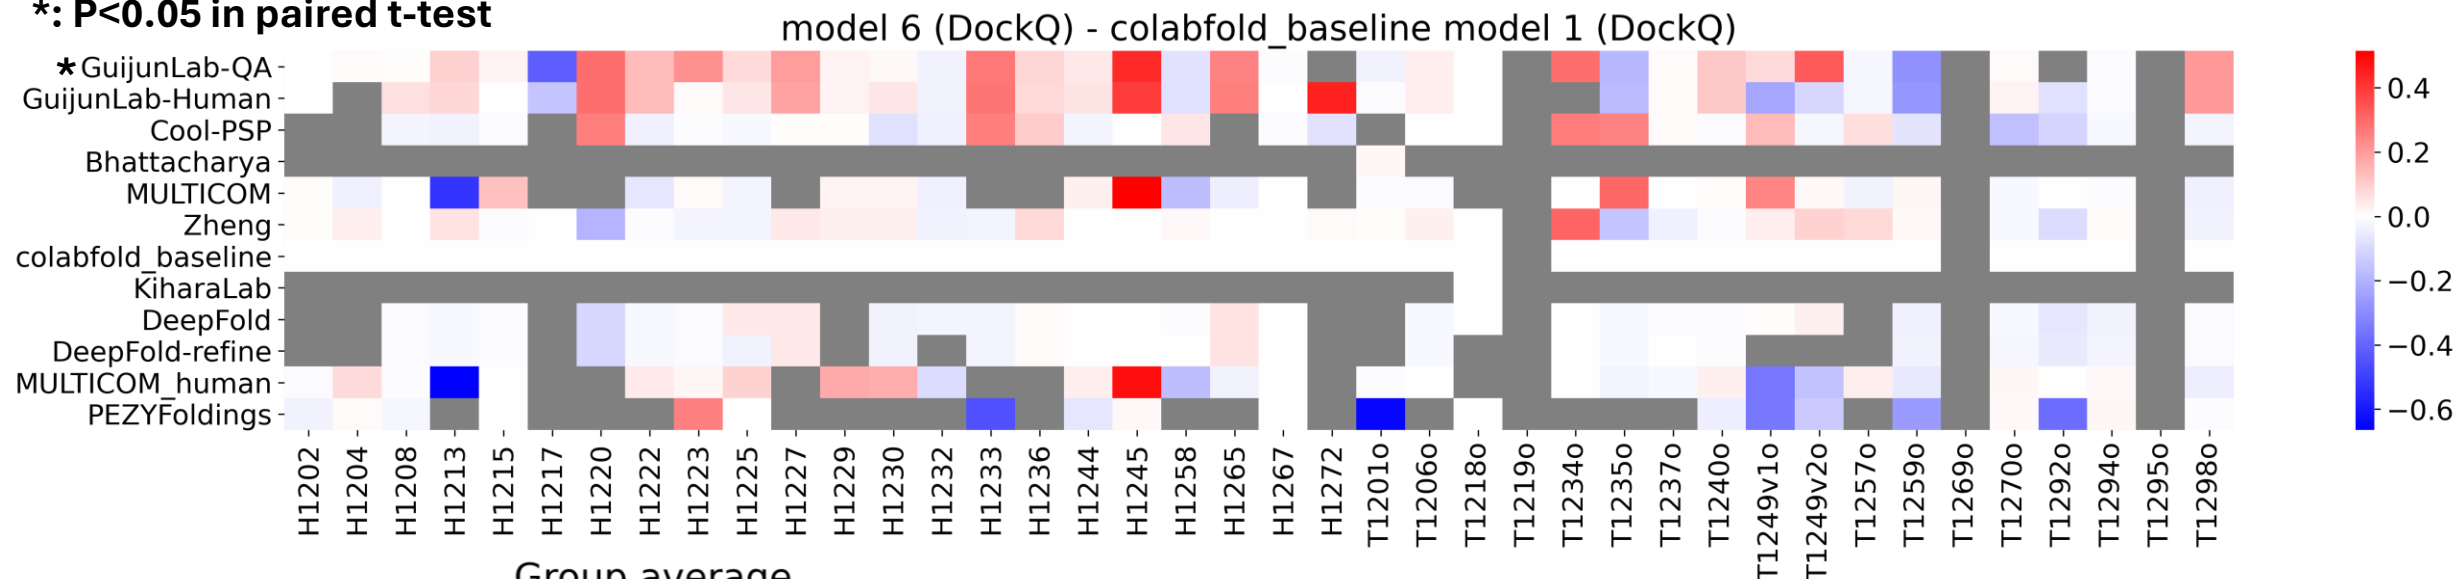 *: P<0.05 in paired t-test
model 6 (DockQ) - colabfold_baseline model 1 (DockQ)
* GuijunLab-QA
GuijunLab-Human
Cool-PSP
Bhattacharya
MULTICOM
Zheng
colabfold_baseline
KiharaLab
DeepFold
DeepFold-refine
MULTICOM_human
PEZYFoldings
0.4
0.2
0.0
−0.2
−0.4
−0.6
H1202
H1204
H1208
H1213
H1215
H1217
H1220
H1222
H1223
H1225
H1227
H1229
H1230
H1232
H1233
H1236
H1244
H1245
H1258
H1265
H1267
H1272
T1201o
T1206o
T1218o
T1219o
T1234o
T1235o
T1237o
T1240o
T1249v1o
T1249v2o
T1257o
T1259o
T1269o
T1270o
T1292o
T1294o
T1295o
T1298o
Group average